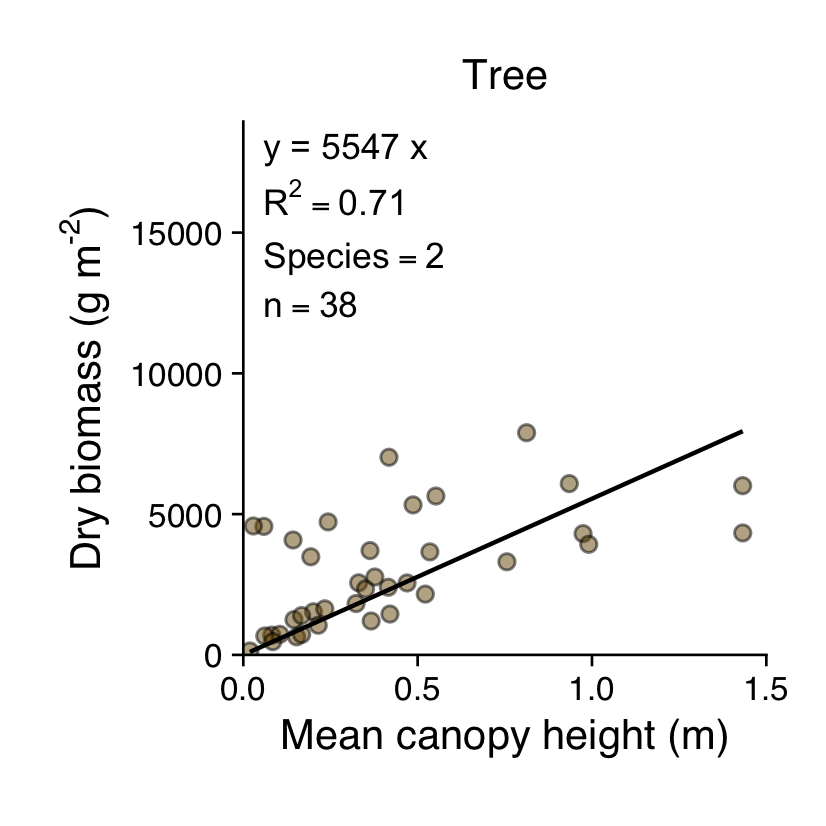 Tree
y = 5547 x
R² = 0.71
Species = 2
n = 38
Dry biomass (g m⁻²)
15000
10000
5000
0
0.0 0.5 1.0 1.5
Mean canopy height (m)